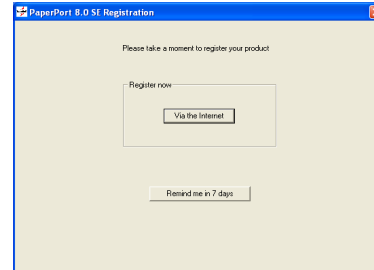 PaperPort 8.0 SE Registration
Please take a moment to register your product
Register now
Via the Internet
Remind me in 7 days